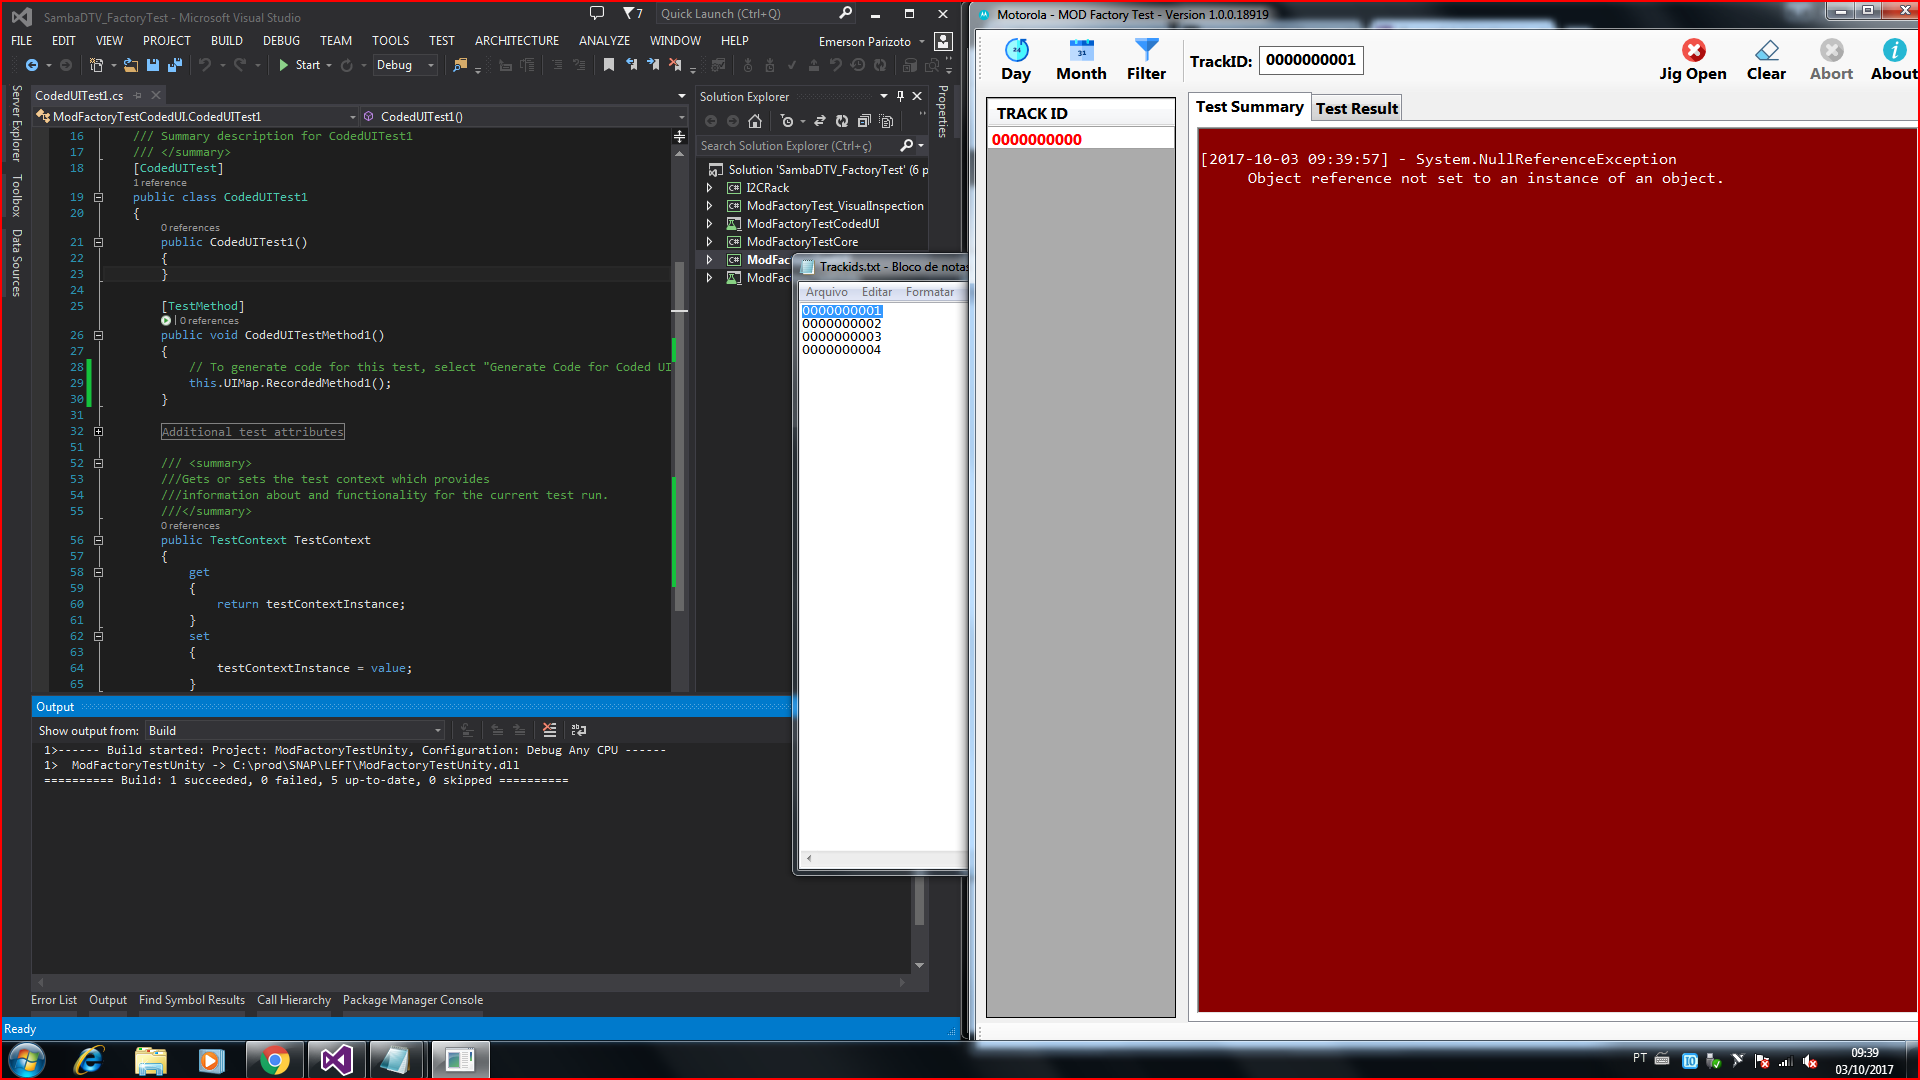 SambaDTV_FactoryTest - Microsoft Visual Studio
7
Quick Launch (Ctrl+Q)
FILE EDIT VIEW PROJECT BUILD DEBUG TEAM TOOLS TEST ARCHITECTURE ANALYZE WINDOW HELP
Emerson Parizoto
Start
Debug
Server Explorer
Toolbox
Data Sources
CodedUITest1.cs
ModFactoryTestCodedUI.CodedUITest1
CodedUITest1()
16 /// Summary description for CodedUITest1
17 /// </summary>
18 [CodedUITest]
1 reference
19 public class CodedUITest1
20 {
0 references
21 public CodedUITest1()
22 {
23 }
24
25 [TestMethod]
| 0 references
26 public void CodedUITestMethod1()
27 {
28 // To generate code for this test, select "Generate Code for Coded UI
29 this.UIMap.RecordedMethod1();
30 }
31
32 Additional test attributes
51
52 /// <summary>
53 ///Gets or sets the test context which provides
54 ///information about and functionality for the current test run.
55 ///</summary>
0 references
56 public TestContext TestContext
57 {
58 get
59 {
60 return testContextInstance;
61 }
62 set
63 {
64 testContextInstance = value;
65 }
Solution Explorer
Search Solution Explorer (Ctrl+ç)
Solution 'SambaDTV_FactoryTest' (6 p
I2CRack
ModFactoryTest_VisualInspection
ModFactoryTestCodedUI
ModFactoryTestCore
ModFac
ModFac
Properties
Output
Show output from: Build
1>------ Build started: Project: ModFactoryTestUnity, Configuration: Debug Any CPU ------
1>  ModFactoryTestUnity -> C:\prod\SNAP\LEFT\ModFactoryTestUnity.dll
========== Build: 1 succeeded, 0 failed, 5 up-to-date, 0 skipped ==========
Error List Output Find Symbol Results Call Hierarchy Package Manager Console
Ready
Trackids.txt - Bloco de notas
Arquivo Editar Formatar
0000000001
0000000002
0000000003
0000000004
Motorola - MOD Factory Test - Version 1.0.0.18919
24
Day
31
Month
Filter
TrackID: 0000000001
Jig Open
Clear
Abort
About
TRACK ID
0000000000
Test Summary
Test Result
[2017-10-03 09:39:57] - System.NullReferenceException
Object reference not set to an instance of an object.
PT
09:39
03/10/2017